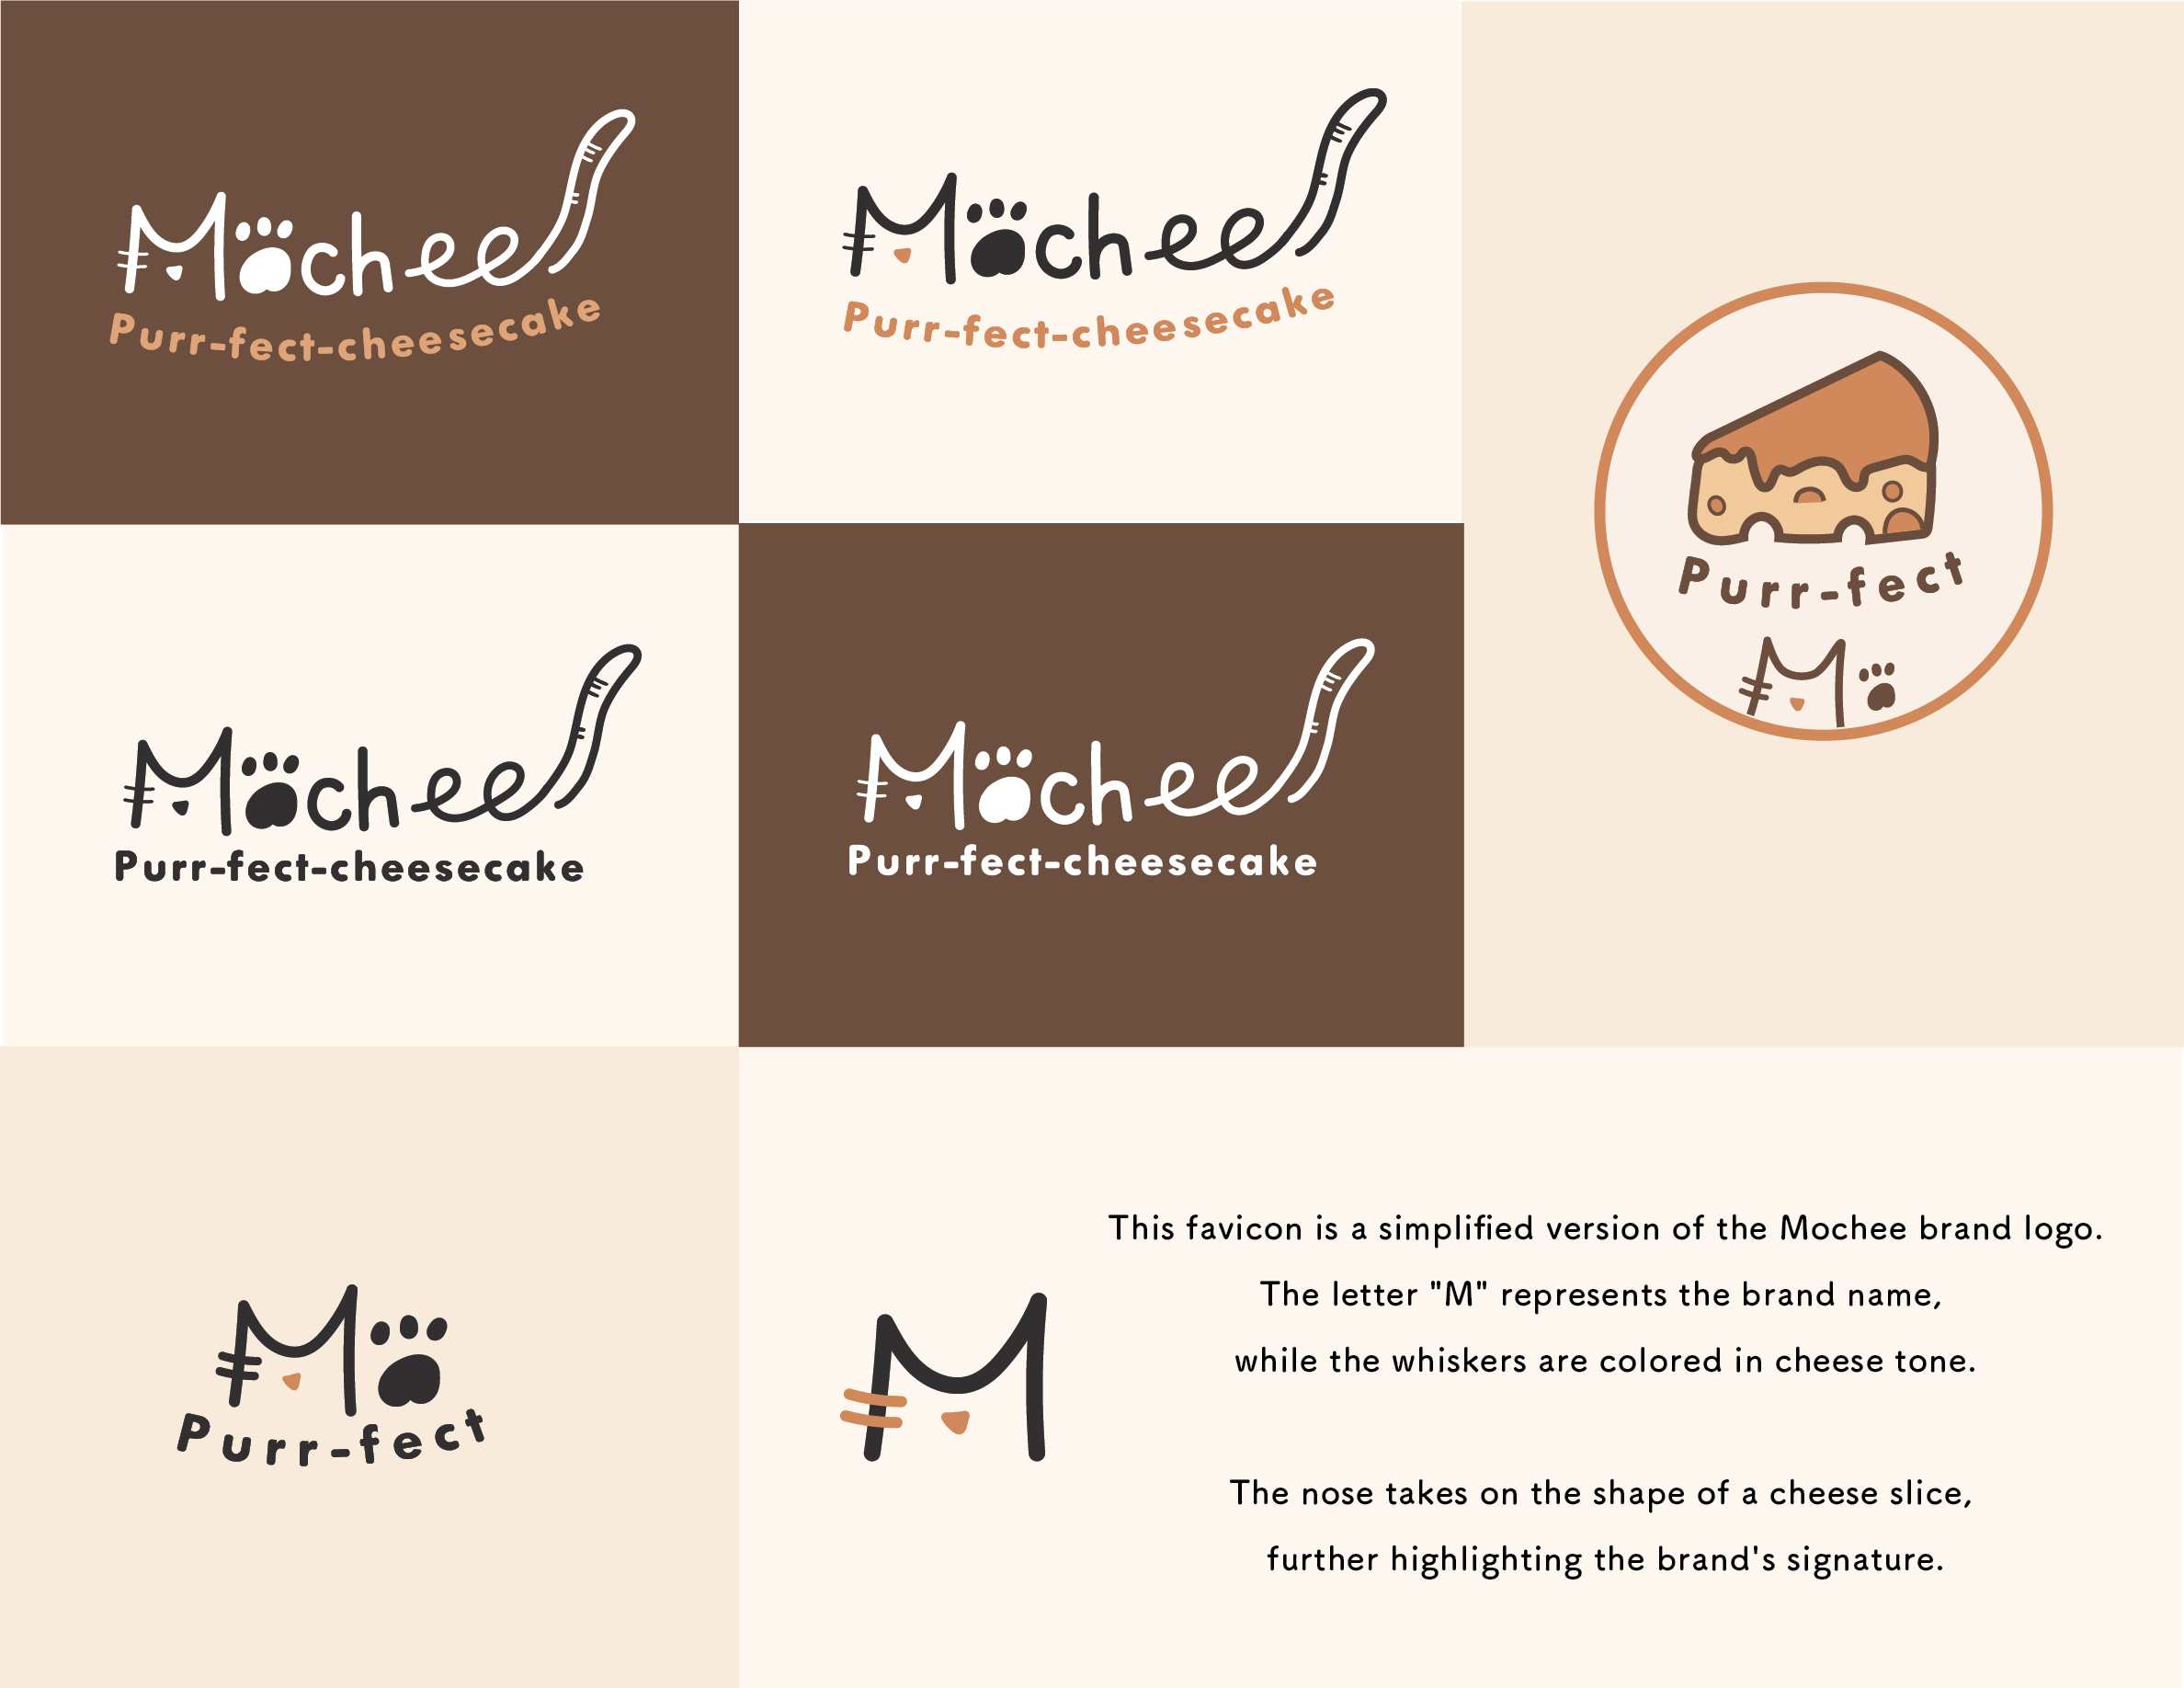 Mochee
Purr-fect-cheesecake
Mochee
Purr-fect-cheesecake
Purr-fect
Mo
Mochee
Purr-fect-cheesecake
Mochee
Purr-fect-cheesecake
Mo
Purr-fect
M
This favicon is a simplified version of the Mochee brand logo.
The letter "M" represents the brand name,
while the whiskers are colored in cheese tone.
The nose takes on the shape of a cheese slice,
further highlighting the brand's signature.